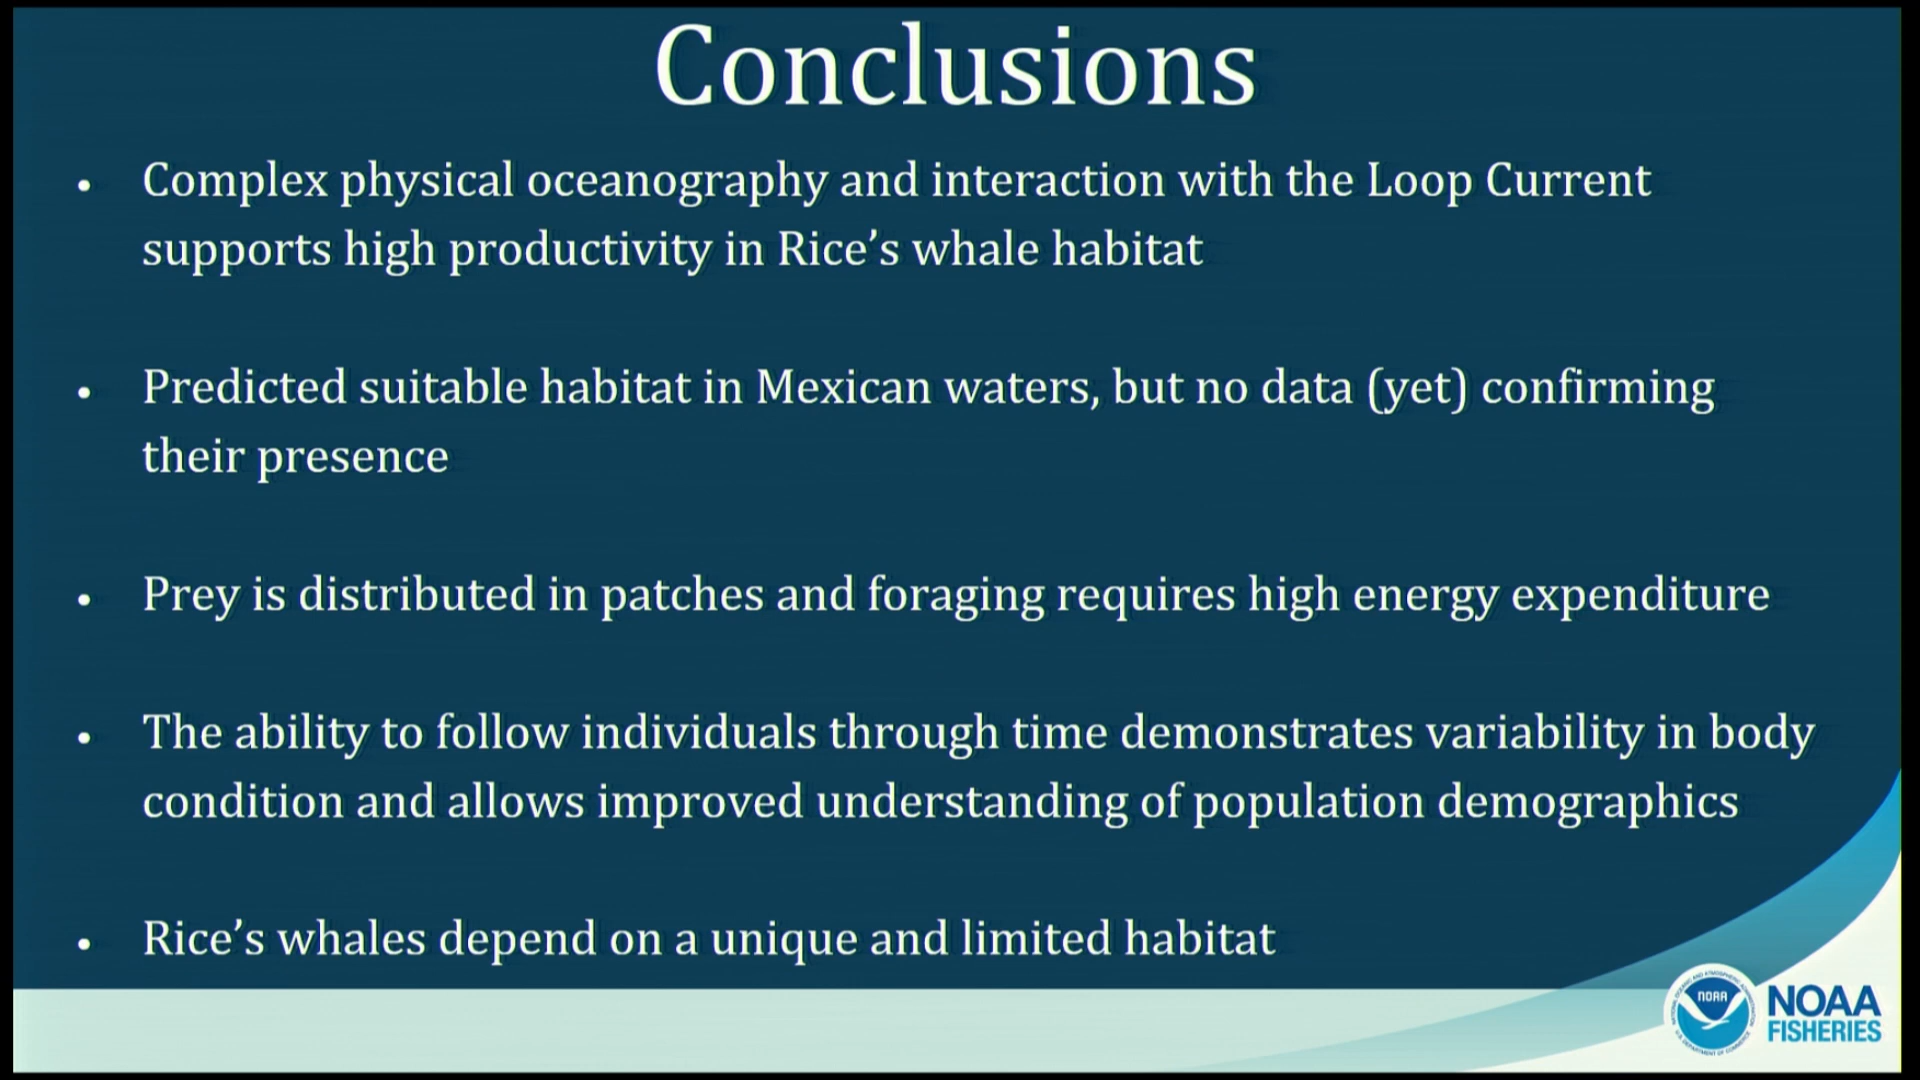 Conclusions
• Complex physical oceanography and interaction with the Loop Current
supports high productivity in Rice’s whale habitat
• Predicted suitable habitat in Mexican waters, but no data (yet) confirming
their presence
• Prey is distributed in patches and foraging requires high energy expenditure
• The ability to follow individuals through time demonstrates variability in body
condition and allows improved understanding of population demographics
• Rice’s whales depend on a unique and limited habitat
NOAA
NOAA
FISHERIES